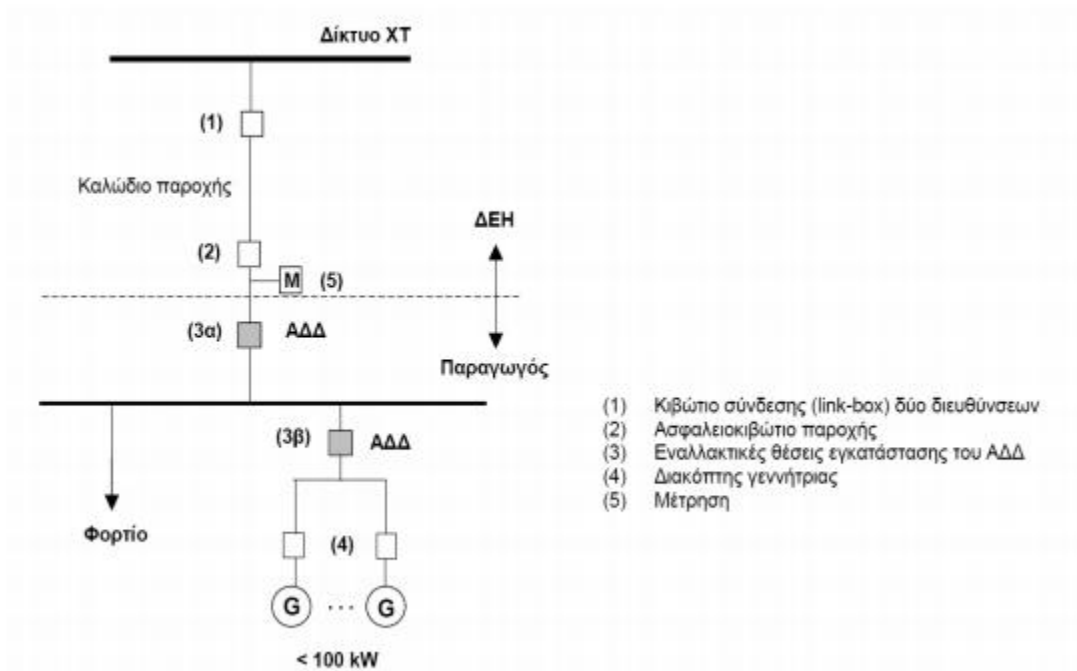 Δίκτυο ΧΤ
(1)
Καλώδιο παροχής
ΔΕΗ
(2)
M (5)
(3α) ΑΔΔ
Παραγωγός
(3β) ΑΔΔ
Φορτίο
(4)
G ... G
< 100 kW
(1) Κιβώτιο σύνδεσης (link-box) δύο διευθύνσεων
(2) Ασφαλειοκιβώτιο παροχής
(3) Εναλλακτικές θέσεις εγκατάστασης του ΑΔΔ
(4) Διακόπτης γεννήτριας
(5) Μέτρηση